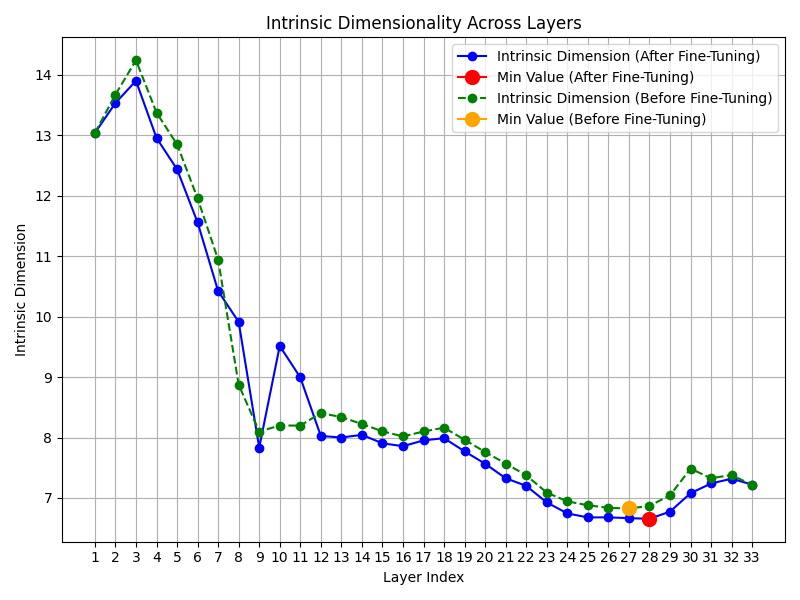 Intrinsic Dimensionality Across Layers
Intrinsic Dimension (After Fine-Tuning)
Min Value (After Fine-Tuning)
Intrinsic Dimension (Before Fine-Tuning)
Min Value (Before Fine-Tuning)
Intrinsic Dimension
14
13
12
11
10
9
8
7
1 2 3 4 5 6 7 8 9 10 11 12 13 14 15 16 17 18 19 20 21 22 23 24 25 26 27 28 29 30 31 32 33
Layer Index